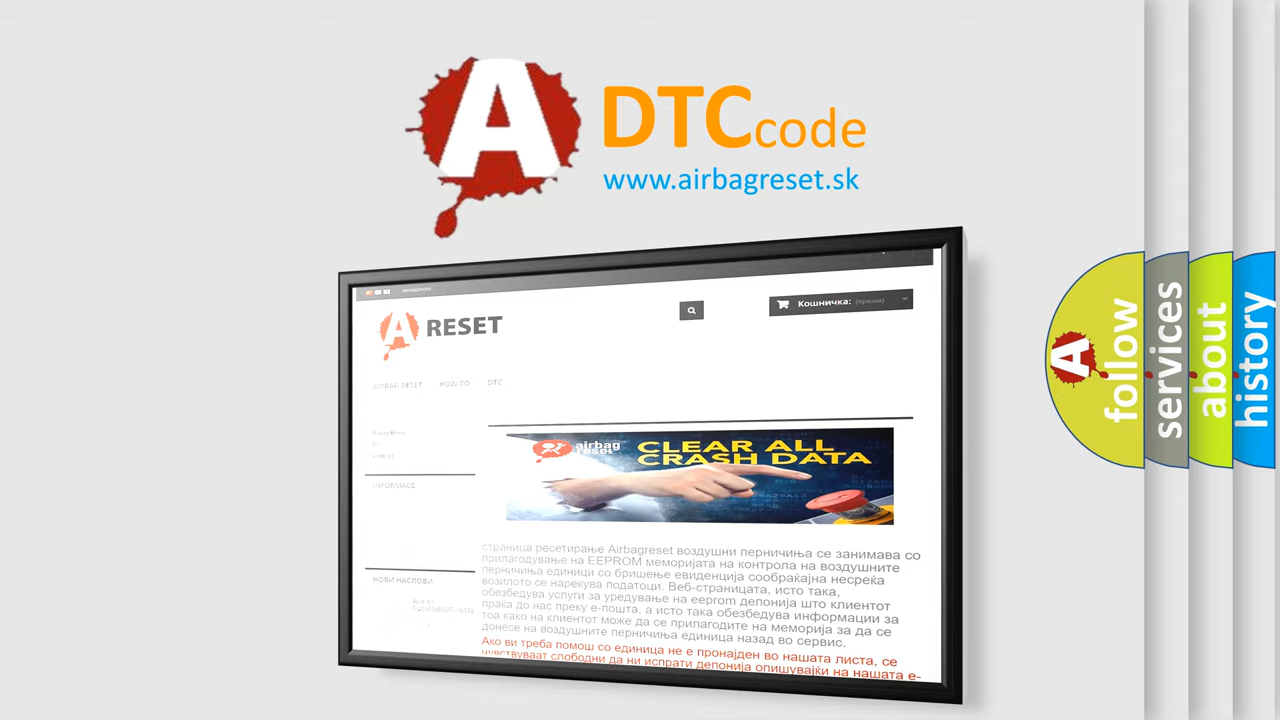 A DTC code
www.airbagreset.sk
Кошничка: (празна)
A RESET
AIRBAG RESET HOW TO DTC
airbag
reset
CLEAR ALL
CRASH DATA
INFORMACE
НОВИ НАСЛОВИ
страница ресетирање Airbagreset воздушни перничиња се занимава со
прилагодување на EEPROM меморијата на контрола на воздушните
перничиња единици со бришење евиденција сообраќајна несреќа
возилото се нарекува податоци. Веб-страницата, исто така,
обезбедува услуги за уредување на eeprom депонија што клиентот
праќа до нас преку е-пошта, а исто така обезбедува информации за
тоа како на клиентот може да се прилагодите на меморија за да се
донесе на воздушните перничиња единица назад во сервис.
Ако ви треба помош со единица не е пронајден во нашата листа, се
чувствуваат слободни да ни испрати депонија опишувајќи на нашата е-
A follow
services
about
history